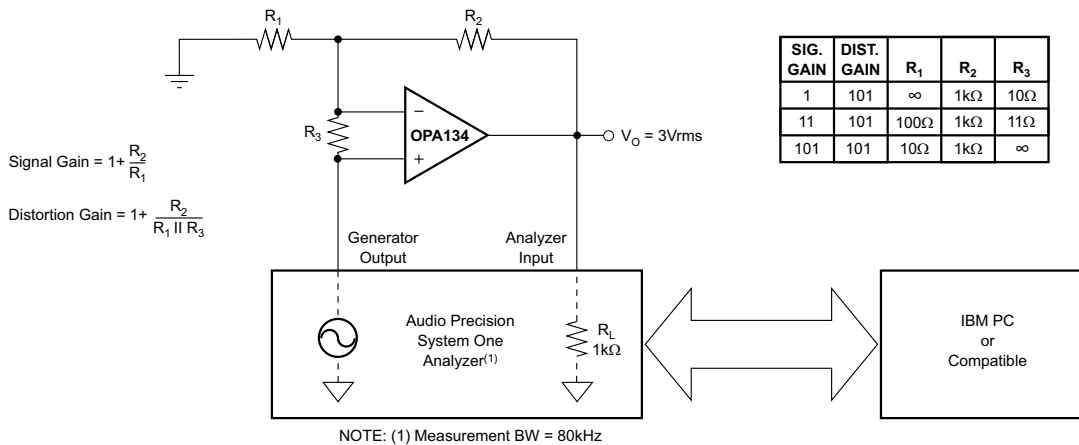 R1
R2
SIG. GAIN DIST. GAIN R1 R2 R3
1 101 ∞ 1kΩ 10Ω
11 101 100Ω 1kΩ 11Ω
101 101 10Ω 1kΩ ∞
R3
−
+
OPA134
VO = 3Vrms
Signal Gain = 1+ R2/R1
Distortion Gain = 1+ R2/R1 II R3
Generator
Output
Analyzer
Input
Audio Precision
System One
Analyzer(1)
RL
1kΩ
IBM PC
or
Compatible
NOTE: (1) Measurement BW = 80kHz